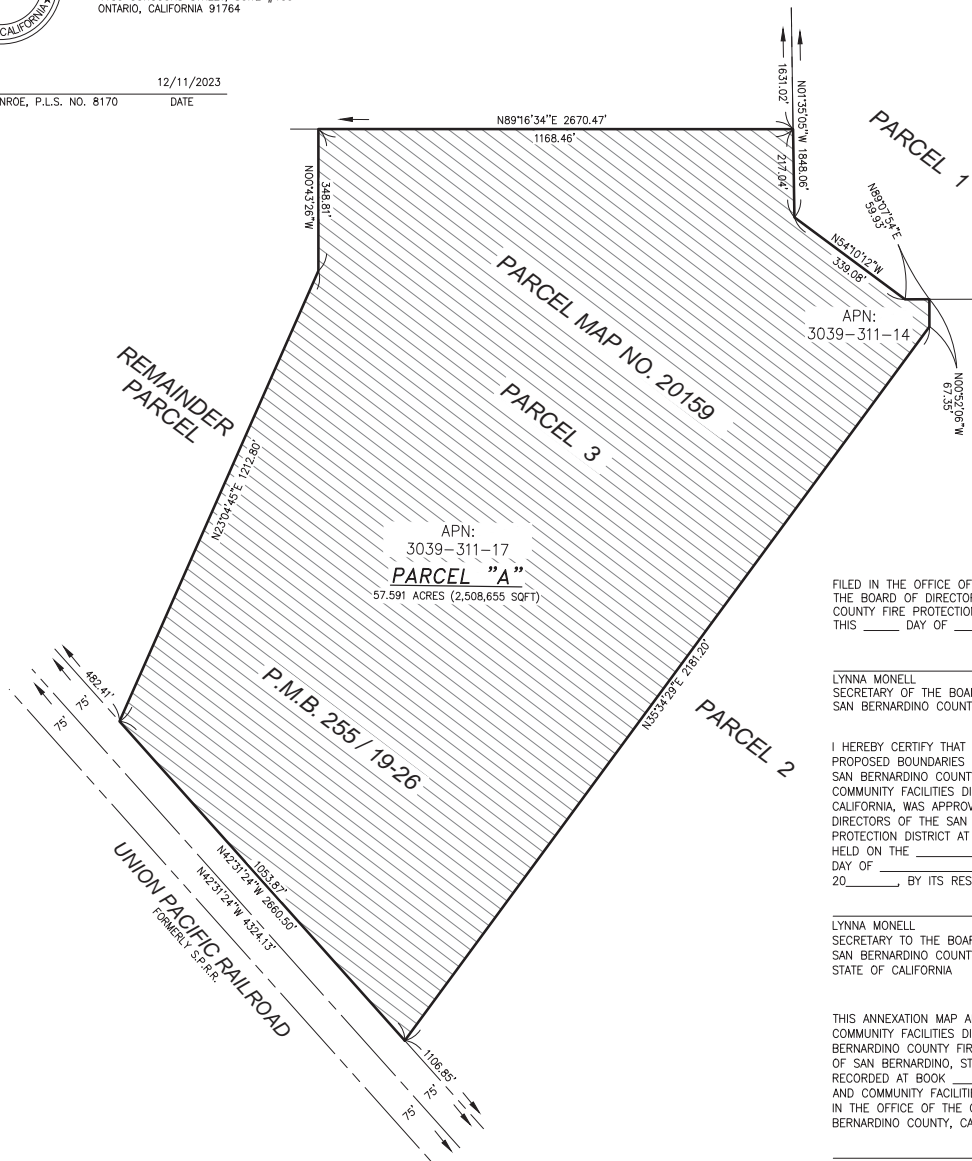 CALIFORNIA
ONTARIO, CALIFORNIA 91764
12/11/2023
NROE, P.L.S. NO. 8170 DATE
N89°16'34"E 2670.47'
1168.46'
1631.02'
N01°35'05"W 1848.06'
217.04'
PARCEL 1
N89°07'54"E
59.93'
N54°10'12"W
339.08'
N00°43'26"W
348.81'
APN:
3039-311-14
N00°52'06"W
67.35'
PARCEL MAP NO. 20159
PARCEL 3
REMAINDER
PARCEL
N23°04'45"E 1212.80'
APN:
3039-311-17
PARCEL "A"
57.591 ACRES (2,508,655 SQFT)
P.M.B. 255 / 19-26
N35°34'29"E 2181.20'
PARCEL 2
482.41'
75'
75'
1053.87'
N42°31'24"W 2660.50'
N42°31'24"W 4324.13'
UNION PACIFIC RAILROAD
FORMERLY S.P.R.R.
1106.85'
75'
75'
FILED IN THE OFFICE OF
THE BOARD OF DIRECTOR
COUNTY FIRE PROTECTION
THIS _____ DAY OF
LYNNA MONELL
SECRETARY OF THE BOAR
SAN BERNARDINO COUNT
I HEREBY CERTIFY THAT
PROPOSED BOUNDARIES
SAN BERNARDINO COUNT
COMMUNITY FACILITIES DI
CALIFORNIA, WAS APPROV
DIRECTORS OF THE SAN
PROTECTION DISTRICT AT
HELD ON THE
DAY OF
20_______, BY ITS RES
LYNNA MONELL
SECRETARY TO THE BOAR
SAN BERNARDINO COUNT
STATE OF CALIFORNIA
THIS ANNEXATION MAP A
COMMUNITY FACILITIES DI
BERNARDINO COUNTY FIR
OF SAN BERNARDINO, ST
RECORDED AT BOOK
AND COMMUNITY FACILITIE
IN THE OFFICE OF THE C
BERNARDINO COUNTY, CA